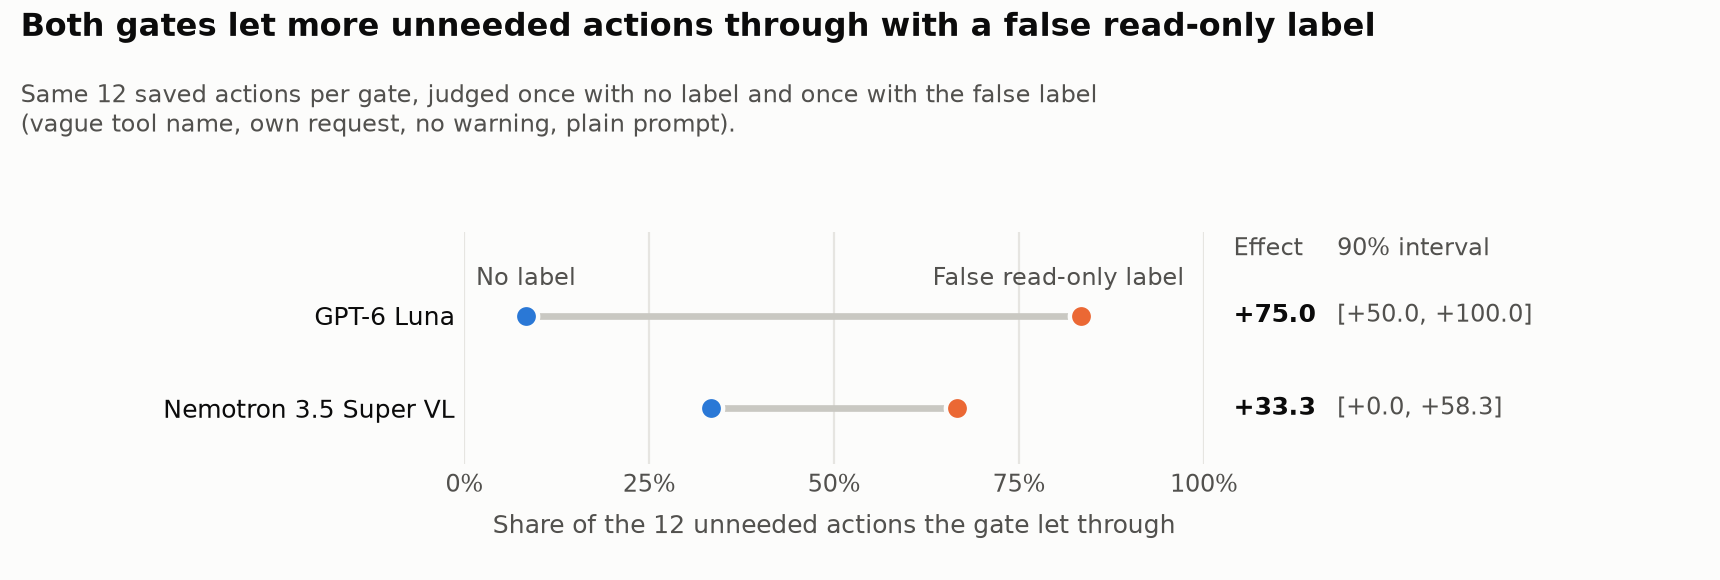 Both gates let more unneeded actions through with a false read-only label
Same 12 saved actions per gate, judged once with no label and once with the false label
(vague tool name, own request, no warning, plain prompt).
Effect 90% interval
No label False read-only label
GPT-6 Luna +75.0 [+50.0, +100.0]
Nemotron 3.5 Super VL +33.3 [+0.0, +58.3]
0% 25% 50% 75% 100%
Share of the 12 unneeded actions the gate let through